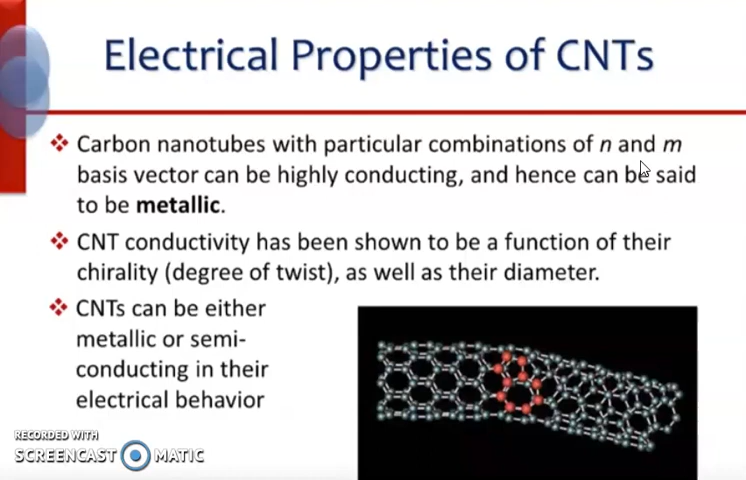 Electrical Properties of CNTs
Carbon nanotubes with particular combinations of n and m
basis vector can be highly conducting, and hence can be said
to be metallic.
CNT conductivity has been shown to be a function of their
chirality (degree of twist), as well as their diameter.
CNTs can be either
metallic or semi-
conducting in their
electrical behavior
RECORDED WITH
SCREENCAST MATIC